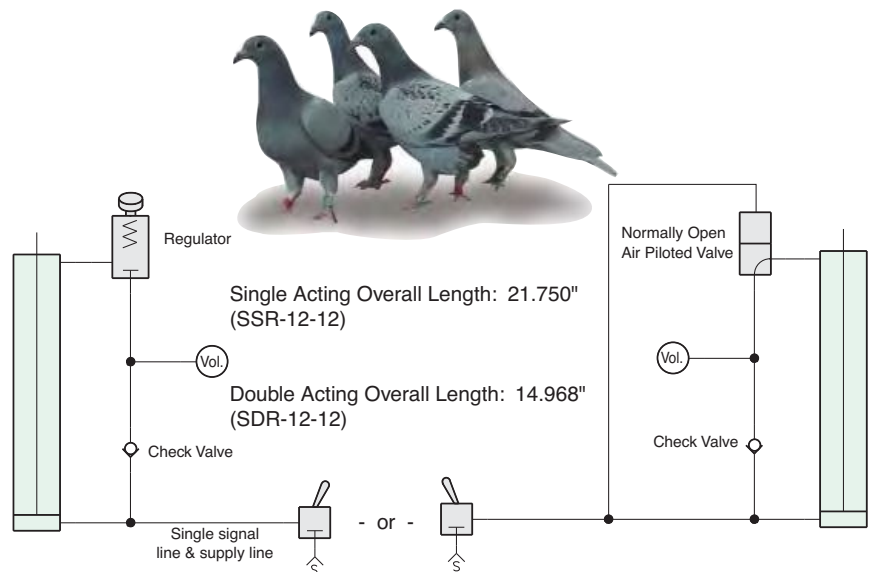 Regulator
Normally Open
Air Piloted Valve
Single Acting Overall Length: 21.750"
(SSR-12-12)
Vol.
Vol.
Double Acting Overall Length: 14.968"
(SDR-12-12)
Check Valve
Check Valve
- or -
Single signal
line & supply line
S
S